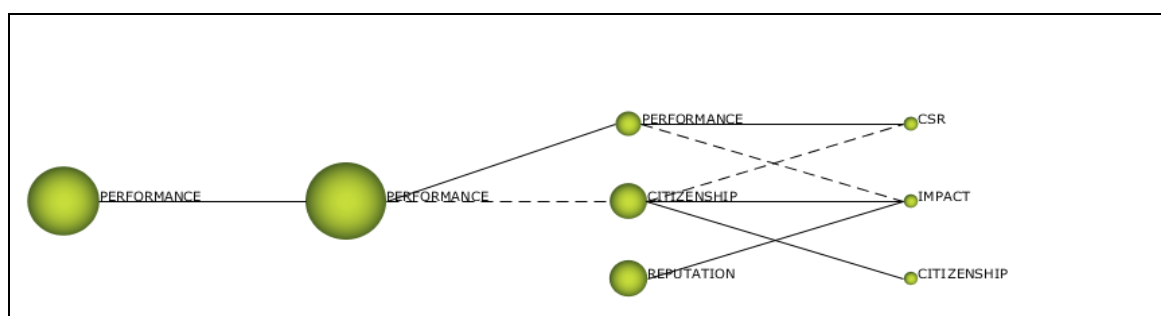 PERFORMANCE
PERFORMANCE
PERFORMANCE
CITIZENSHIP
REPUTATION
CSR
IMPACT
CITIZENSHIP